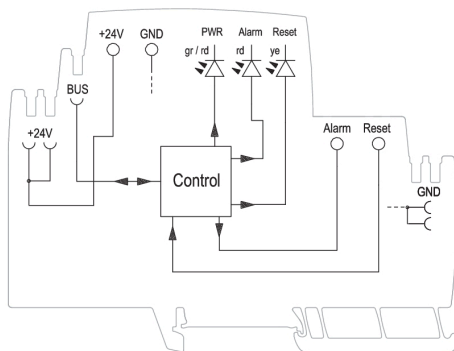 +24V GND PWR Alarm Reset
gr / rd rd ye
BUS
+24V
Alarm Reset
Control
GND